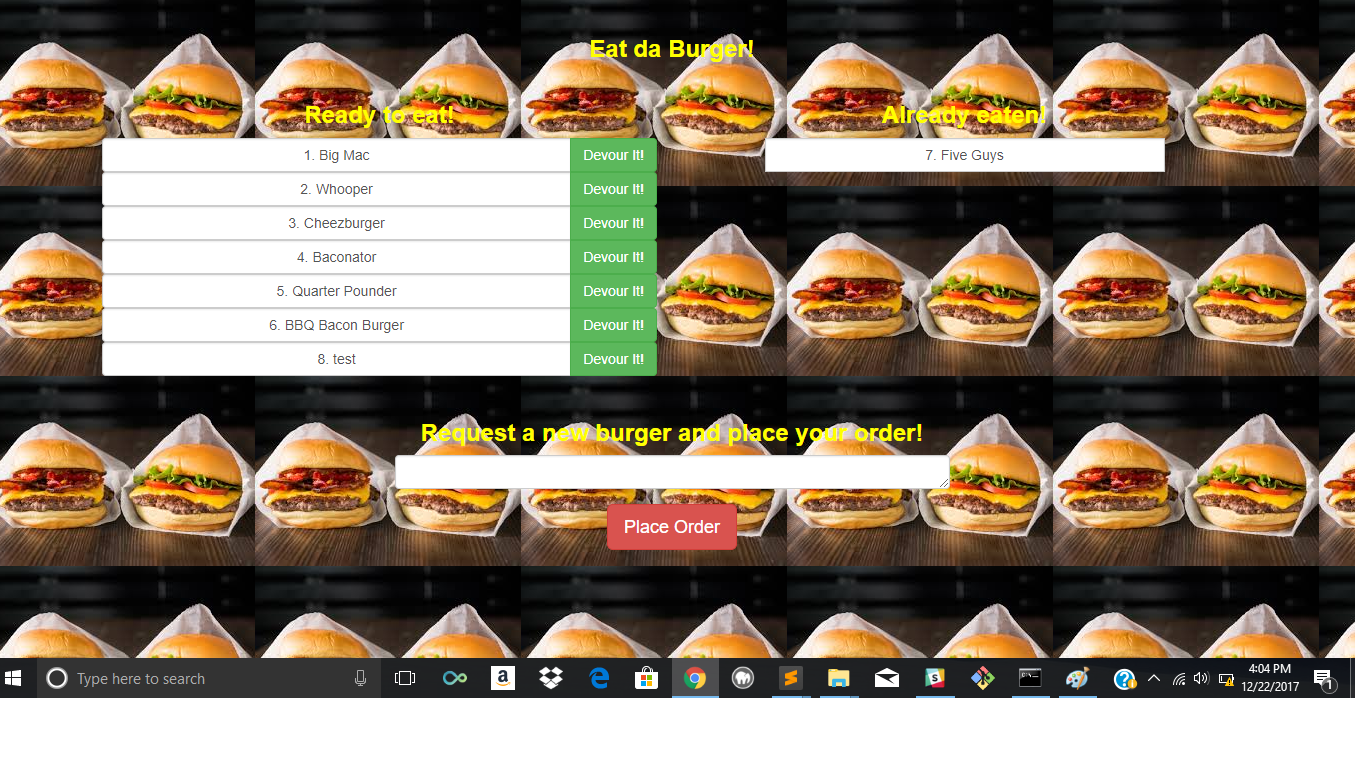 Eat da Burger!
Ready to eat!
1. Big Mac Devour It!
2. Whooper Devour It!
3. Cheezburger Devour It!
4. Baconator Devour It!
5. Quarter Pounder Devour It!
6. BBQ Bacon Burger Devour It!
8. test Devour It!
Already eaten!
7. Five Guys
Request a new burger and place your order!
Place Order
Type here to search
4:04 PM
12/22/2017
1